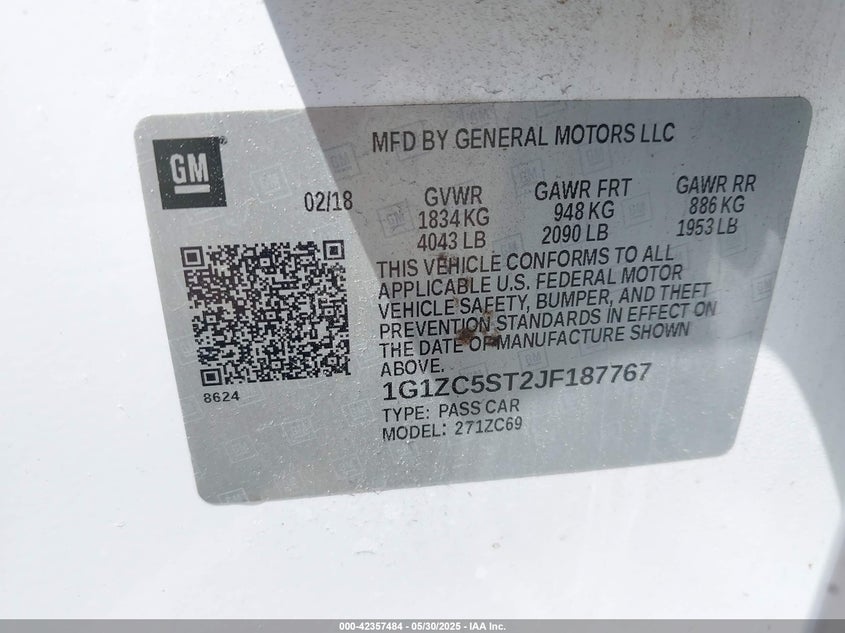 GM
MFD BY GENERAL MOTORS LLC
02/18 GVWR GAWR FRT GAWR RR
1834 KG 948 KG 886 KG
4043 LB 2090 LB 1953 LB
THIS VEHICLE CONFORMS TO ALL
APPLICABLE U.S. FEDERAL MOTOR
VEHICLE SAFETY, BUMPER, AND THEFT
PREVENTION STANDARDS IN EFFECT ON
THE DATE OF MANUFACTURE SHOWN
ABOVE.
8624
1G1ZC5ST2JF187767
TYPE: PASS CAR
MODEL: 271ZC69
000-42357484 - 05/30/2025 - IAA Inc.